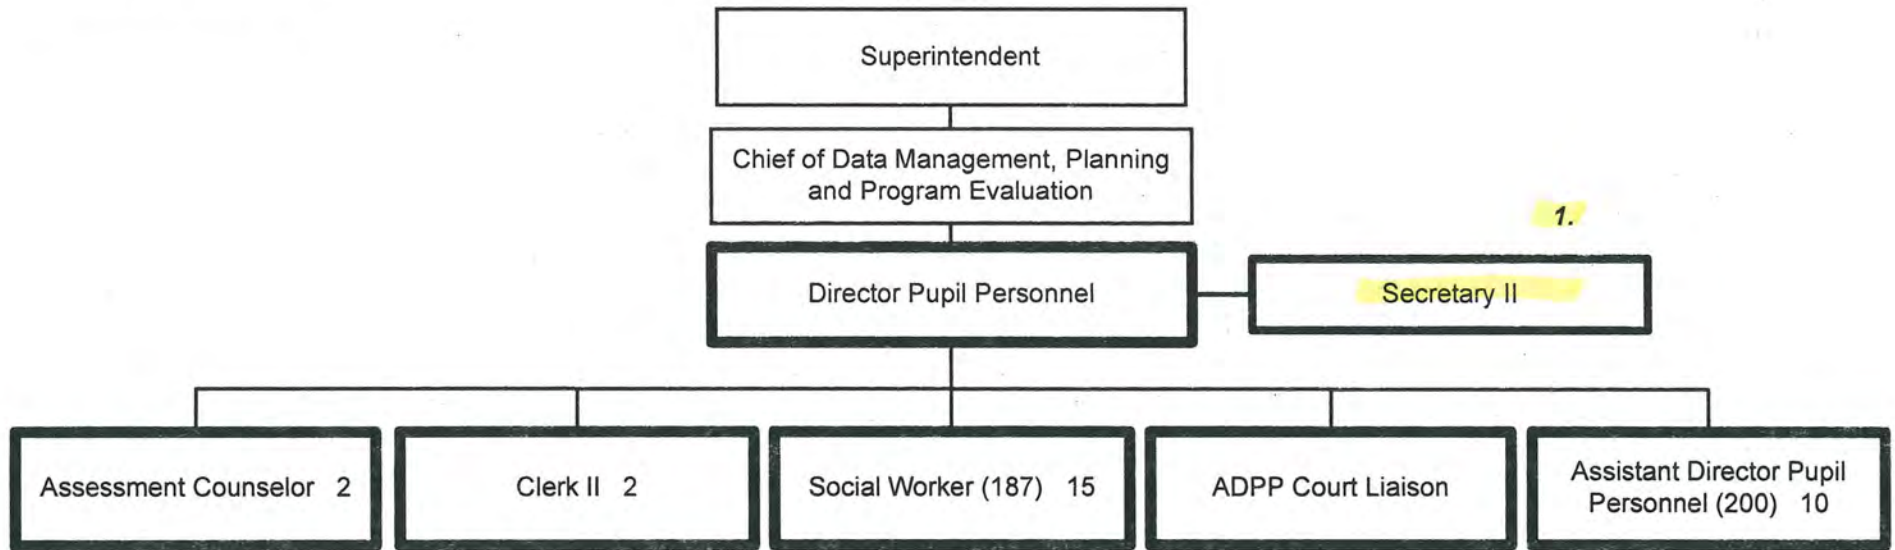 Superintendent
Chief of Data Management, Planning
and Program Evaluation
1.
Director Pupil Personnel
Secretary II
Assessment Counselor 2
Clerk II 2
Social Worker (187) 15
ADPP Court Liaison
Assistant Director Pupil
Personnel (200) 10